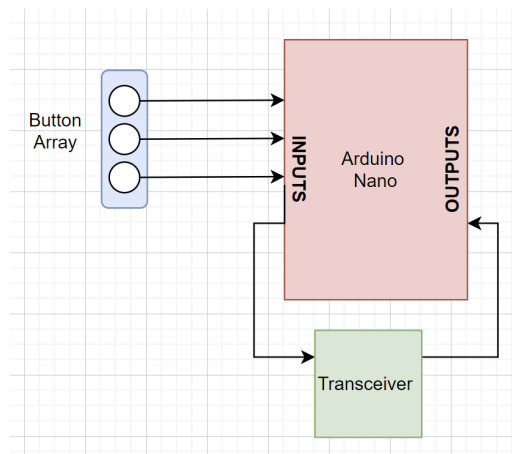 Button
Array
INPUTS
Arduino
Nano
OUTPUTS
Transceiver